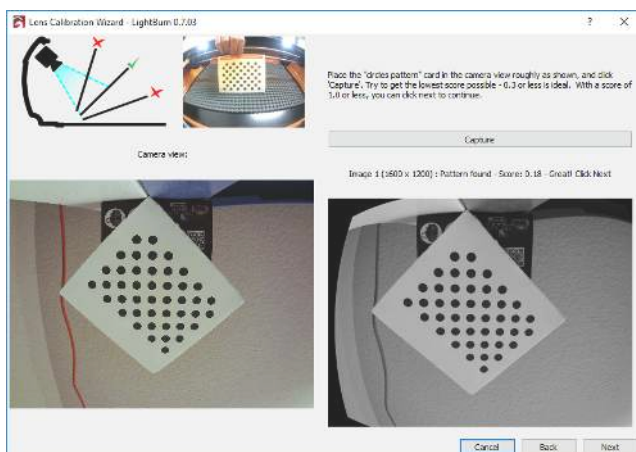 Lens Calibration Wizard - LightBurn 0.7.03
Place the "circles pattern" card in the camera view roughly as shown, and click
'Capture'. Try to get the lowest score possible - 0.3 or less is ideal. With a score of
1.0 or less, you can click next to continue.
Capture
Camera view:
Image 1 (1600 x 1200) : Pattern found - Score: 0.18 - Great! Click Next
Cancel
Back
Next